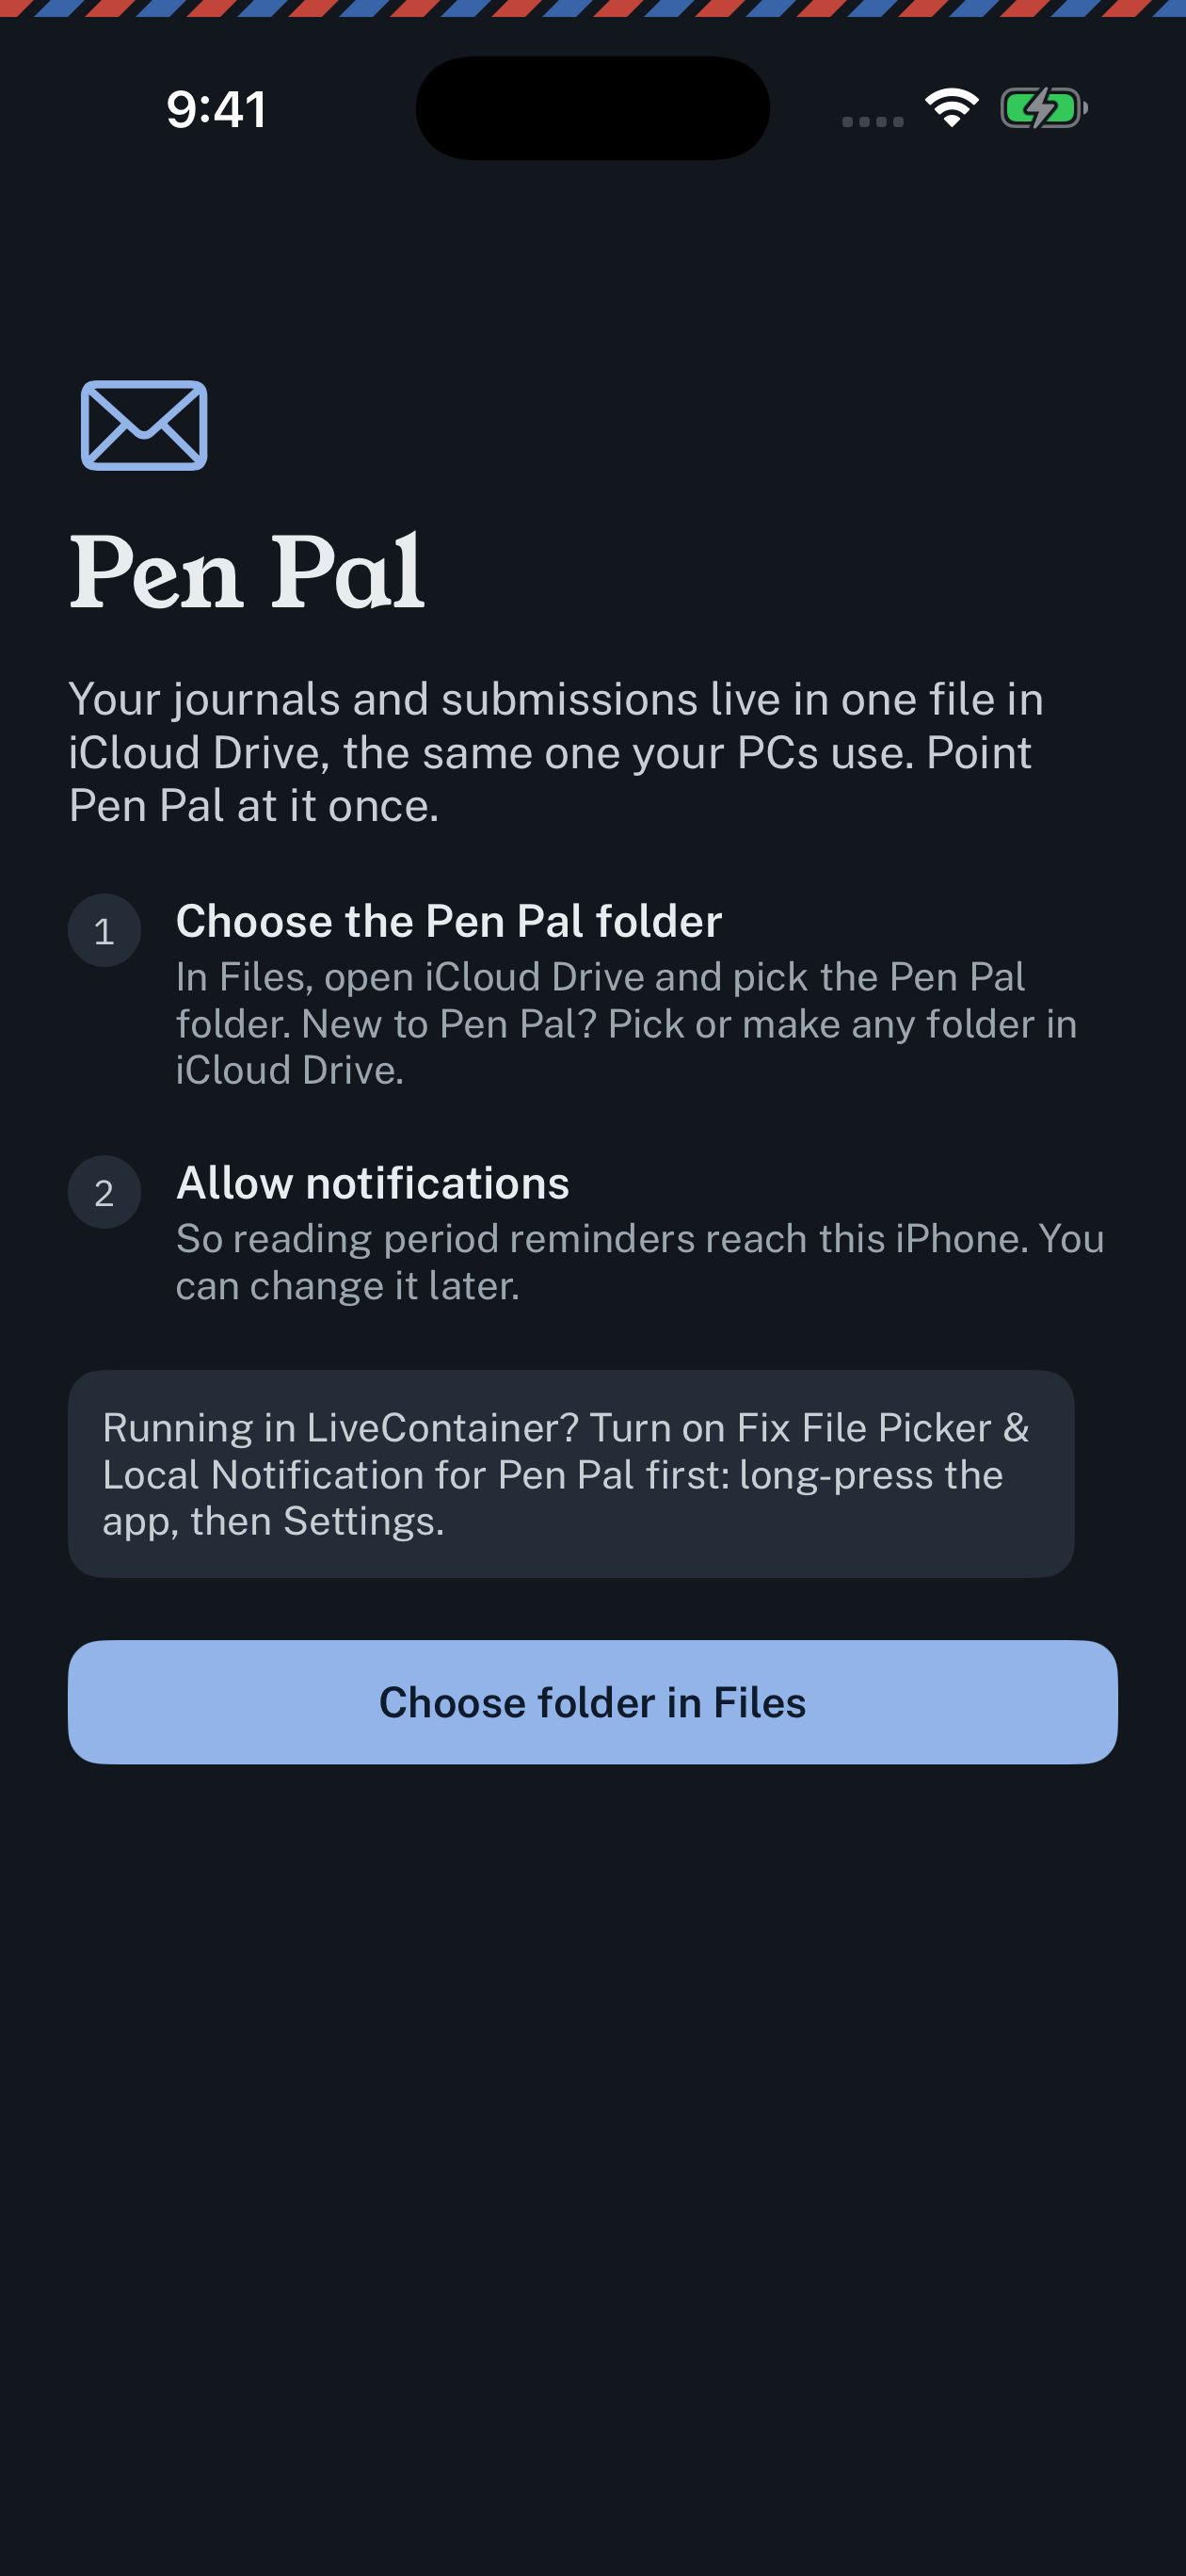 9:41
Pen Pal
Your journals and submissions live in one file in
iCloud Drive, the same one your PCs use. Point
Pen Pal at it once.
1
Choose the Pen Pal folder
In Files, open iCloud Drive and pick the Pen Pal
folder. New to Pen Pal? Pick or make any folder in
iCloud Drive.
2
Allow notifications
So reading period reminders reach this iPhone. You
can change it later.
Running in LiveContainer? Turn on Fix File Picker &
Local Notification for Pen Pal first: long-press the
app, then Settings.
Choose folder in Files